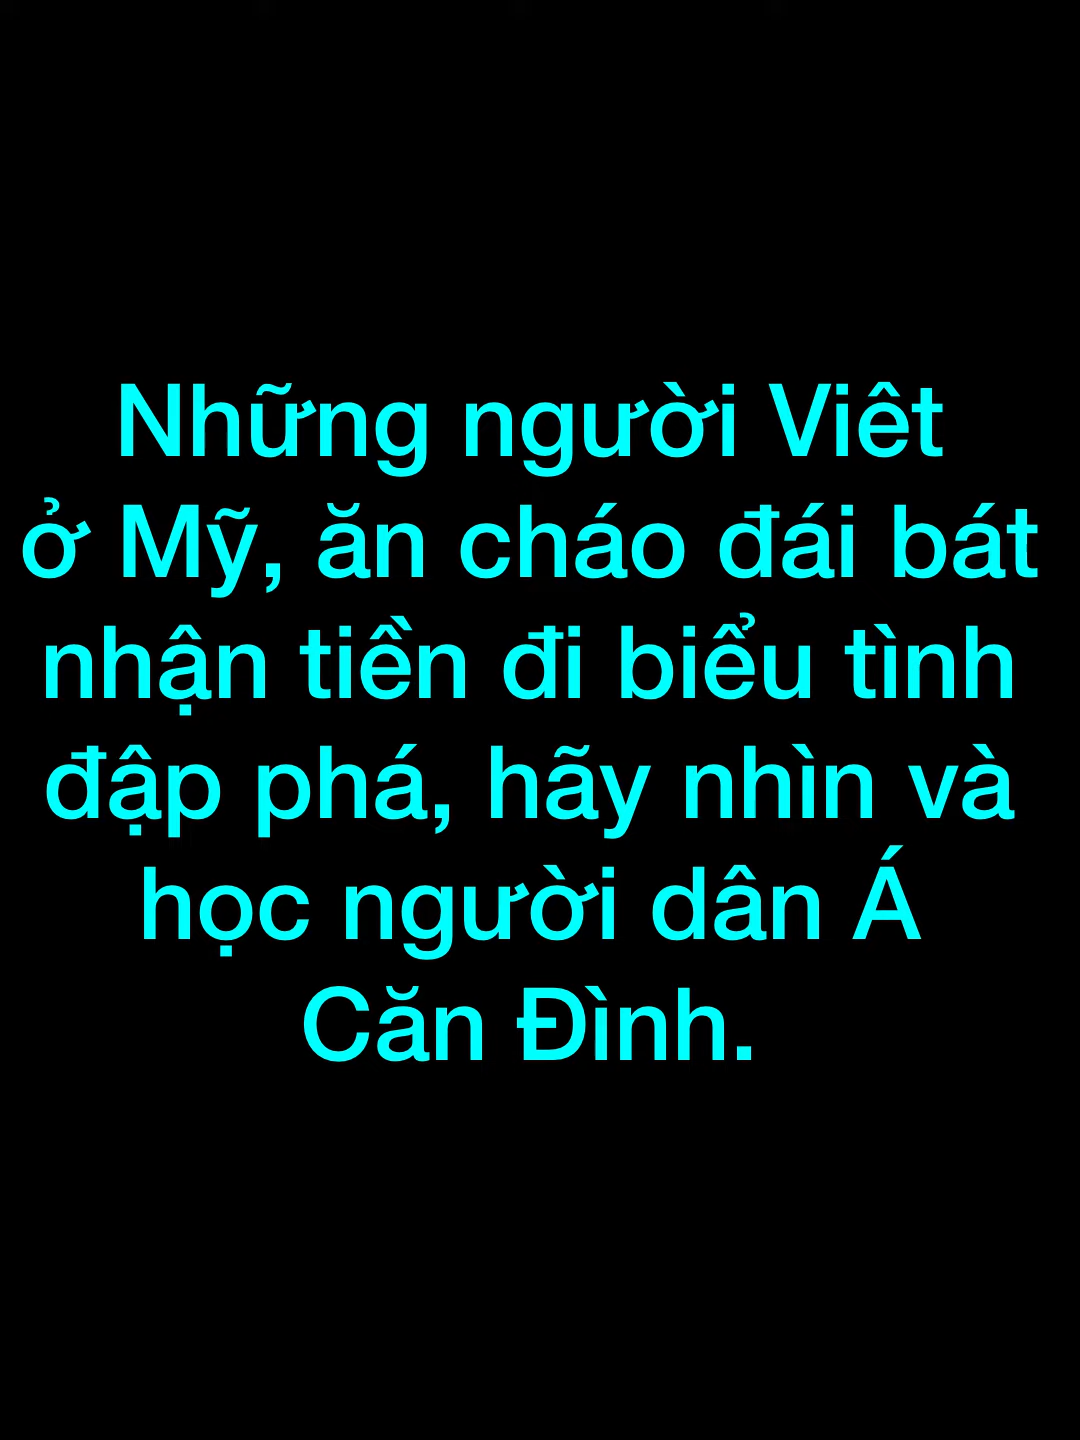 Những người Viêt
ở Mỹ, ăn cháo đái bát
nhận tiền đi biểu tình
đập phá, hãy nhìn và
học người dân Á
Căn Đình.